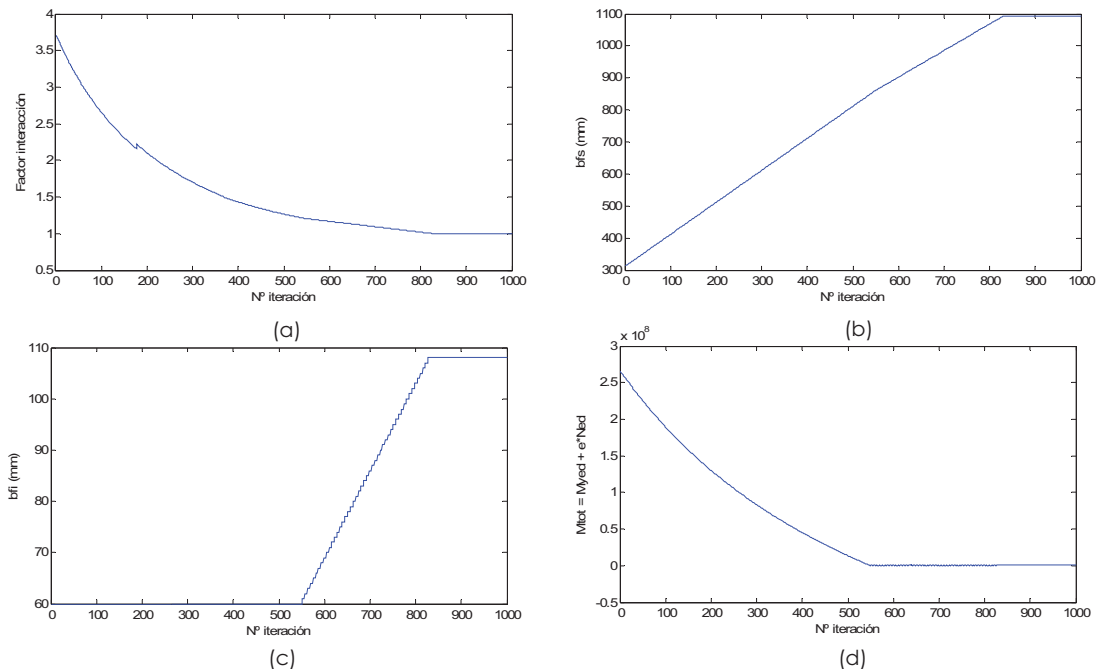 4
3.5
3
2.5
2
1.5
1
0.5
Factor interacción
0 100 200 300 400 500 600 700 800 900 1000
Nº iteración
(a)
1100
1000
900
800
700
600
500
400
300
bfs (mm)
0 100 200 300 400 500 600 700 800 900 1000
Nº iteración
(b)
110
100
90
80
70
60
bfi (mm)
0 100 200 300 400 500 600 700 800 900 1000
Nº iteración
(c)
x 10⁸
3
2.5
2
1.5
1
0.5
0
-0.5
Mtot = Myed + e*Ned
0 100 200 300 400 500 600 700 800 900 1000
Nº iteración
(d)